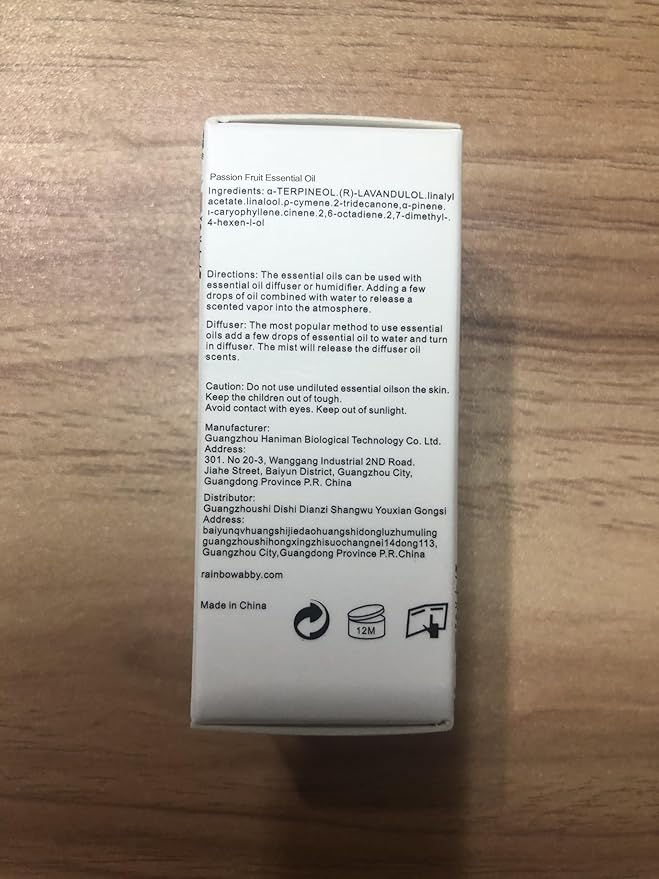 Passion Fruit Essential Oil
Ingredients: α-TERPINEOL.(R)-LAVANDULOL.linalyl
acetate.linalool.ρ-cymene.2-tridecanone,α-pinene.
ı-caryophyllene.cinene.2,6-octadiene.2,7-dimethyl-.
4-hexen-l-ol
Directions: The essential oils can be used with
essential oil diffuser or humidifier. Adding a few
drops of oil combined with water to release a
scented vapor into the atmosphere.
Diffuser: The most popular method to use essential
oils add a few drops of essential oil to water and turn
in diffuser. The mist will release the diffuser oil
scents.
Caution: Do not use undiluted essential oilson the skin.
Keep the children out of tough.
Avoid contact with eyes. Keep out of sunlight.
Manufacturer:
Guangzhou Haniman Biological Technology Co. Ltd.
Address:
301. No 20-3, Wanggang Industrial 2ND Road.
Jiahe Street, Baiyun District, Guangzhou City,
Guangdong Province P.R. China
Distributor:
Guangzhoushi Dishi Dianzi Shangwu Youxian Gongsi
Address:
baiyunqvhuangshijiedaohuangshidongluzhumuling
guangzhoushihongxingzhisuochangnei14dong113,
Guangzhou City,Guangdong Province P.R.China
rainbowabby.com
Made in China
12M